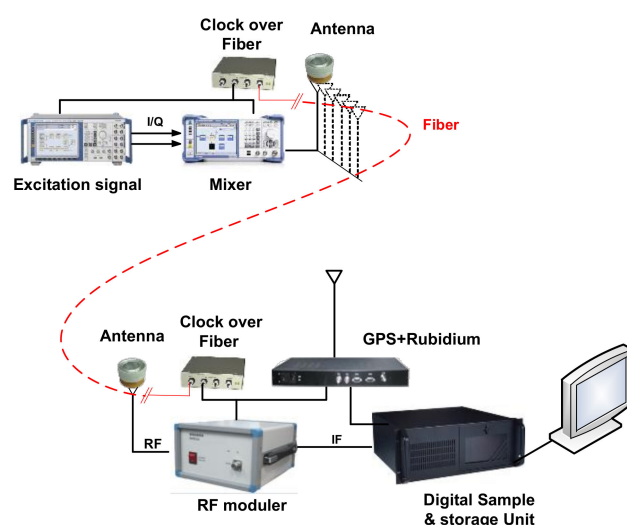 Clock over
Fiber
Antenna
I/Q
Fiber
Excitation signal
Mixer
Antenna
Clock over
Fiber
GPS+Rubidium
RF
IF
RF moduler
Digital Sample
& storage Unit